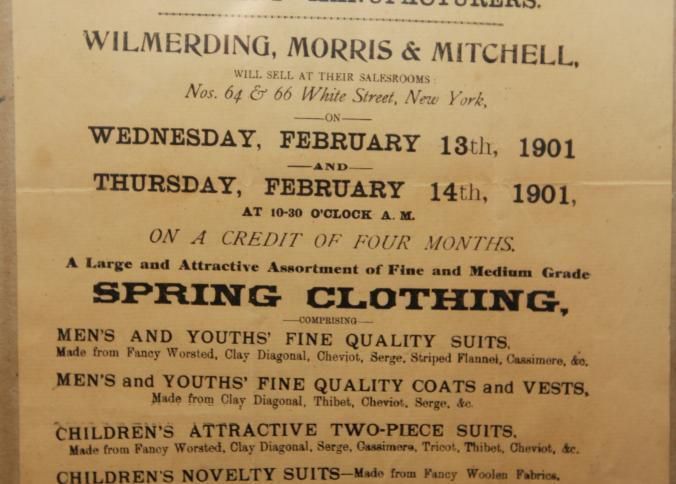 MANUFACTURERS.
WILMERDING, MORRIS & MITCHELL,
WILL SELL AT THEIR SALESROOMS:
Nos. 64 & 66 White Street, New York,
ON
WEDNESDAY, FEBRUARY 13th, 1901
AND
THURSDAY, FEBRUARY 14th, 1901,
AT 10-30 O'CLOCK A. M.
ON A CREDIT OF FOUR MONTHS.
A Large and Attractive Assortment of Fine and Medium Grade
SPRING CLOTHING,
COMPRISING
MEN'S AND YOUTHS' FINE QUALITY SUITS.
Made from Fancy Worsted, Clay Diagonal, Cheviot, Serge, Striped Flannel, Cassimere, &c.
MEN'S and YOUTHS' FINE QUALITY COATS and VESTS,
Made from Clay Diagonal, Thibet, Cheviot, Serge, &c.
CHILDREN'S ATTRACTIVE TWO-PIECE SUITS.
Made from Fancy Worsted, Clay Diagonal, Serge, Cassimere, Tricot, Thibet, Cheviot, &c.
CHILDREN'S NOVELTY SUITS—Made from Fancy Woolen Fabrics.